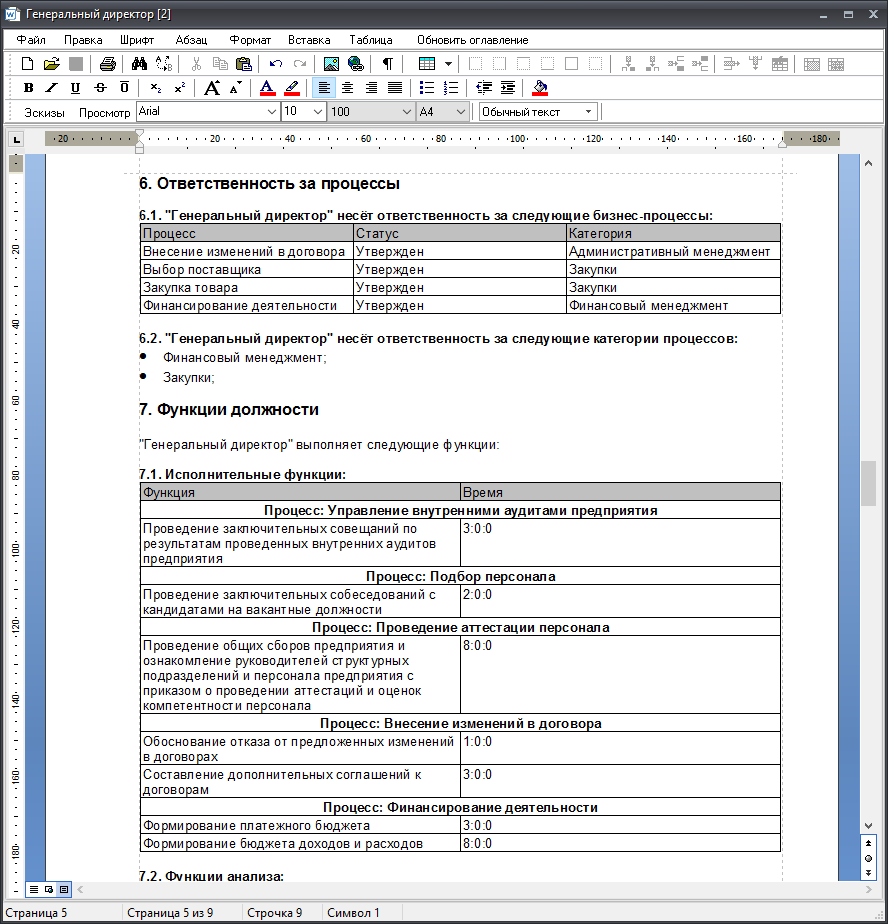 Генеральный директор [2]
Файл Правка Шрифт Абзац Формат Вставка Таблица Обновить оглавление
Эскизы Просмотр Arial 10 100 A4 Обычный текст
20 20 40 60 80 100 120 140 160 180
6. Ответственность за процессы
6.1. "Генеральный директор" несёт ответственность за следующие бизнес-процессы:
Процесс Статус Категория
Внесение изменений в договора Утвержден Административный менеджмент
Выбор поставщика Утвержден Закупки
Закупка товара Утвержден Закупки
Финансирование деятельности Утвержден Финансовый менеджмент
6.2. "Генеральный директор" несёт ответственность за следующие категории процессов:
• Финансовый менеджмент;
• Закупки;
7. Функции должности
"Генеральный директор" выполняет следующие функции:
7.1. Исполнительные функции:
Функция Время
Процесс: Управление внутренними аудитами предприятия
Проведение заключительных совещаний по 3:0:0
результатам проведенных внутренних аудитов
предприятия
Процесс: Подбор персонала
Проведение заключительных собеседований с 2:0:0
кандидатами на вакантные должности
Процесс: Проведение аттестации персонала
Проведение общих сборов предприятия и 8:0:0
ознакомление руководителей структурных
подразделений и персонала предприятия с
приказом о проведении аттестаций и оценок
компетентности персонала
Процесс: Внесение изменений в договора
Обоснование отказа от предложенных изменений 1:0:0
в договорах
Составление дополнительных соглашений к 3:0:0
договорам
Процесс: Финансирование деятельности
Формирование платежного бюджета 3:0:0
Формирование бюджета доходов и расходов 8:0:0
7.2. Функции анализа:
20
40
60
80
100
120
140
160
180
Страница 5 Страница 5 из 9 Строчка 9 Символ 1